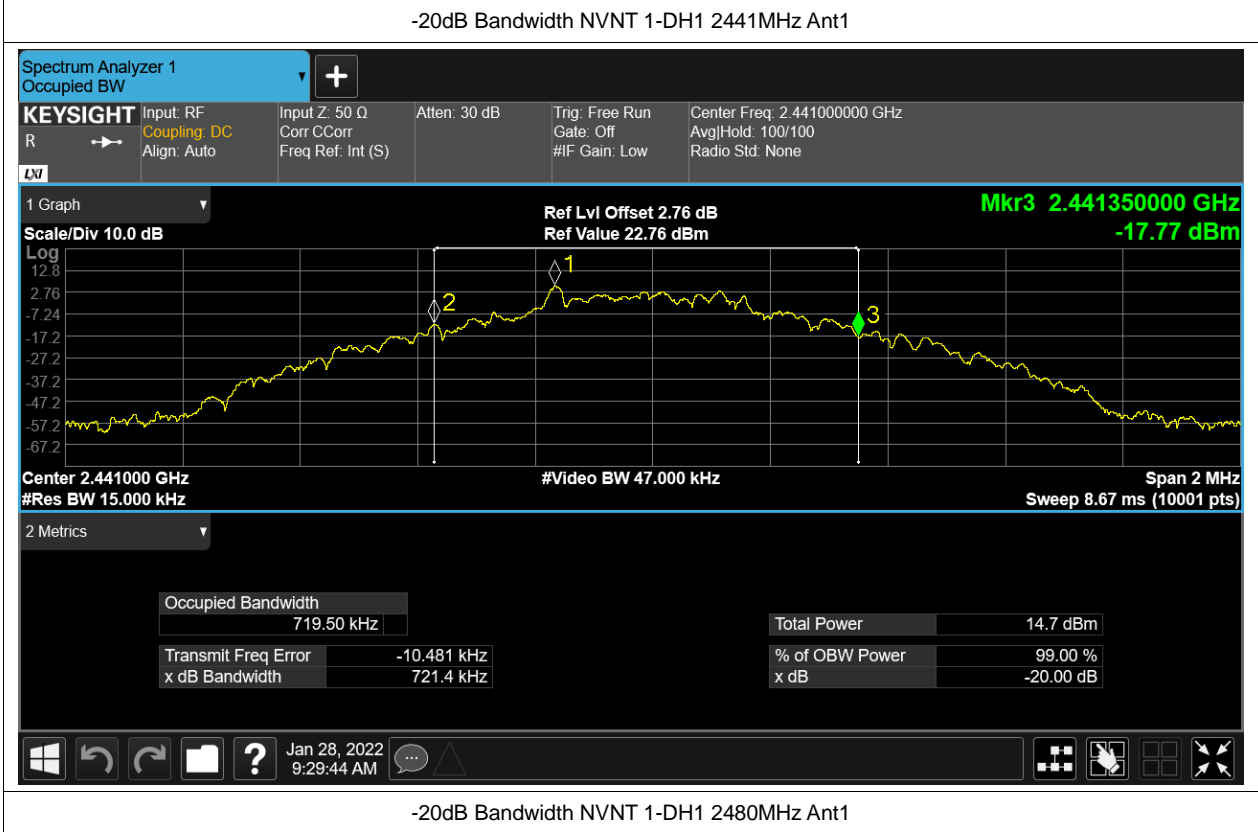 -20dB Bandwidth NVNT 1-DH1 2441MHz Ant1
Spectrum Analyzer 1
Occupied BW
KEYSIGHT
R
LXI
Input: RF
Coupling: DC
Align: Auto
Input Z: 50 Ω
Corr CCorr
Freq Ref: Int (S)
Atten: 30 dB
Trig: Free Run
Gate: Off
#IF Gain: Low
Center Freq: 2.441000000 GHz
Avg|Hold: 100/100
Radio Std: None
1 Graph
Scale/Div 10.0 dB
Ref Lvl Offset 2.76 dB
Ref Value 22.76 dBm
Mkr3 2.441350000 GHz
-17.77 dBm
Log
12.8
2.76
-7.24
-17.2
-27.2
-37.2
-47.2
-57.2
-67.2
1
2
3
Center 2.441000 GHz
#Video BW 47.000 kHz
Span 2 MHz
#Res BW 15.000 kHz
Sweep 8.67 ms (10001 pts)
2 Metrics
Occupied Bandwidth
719.50 kHz
Total Power 14.7 dBm
Transmit Freq Error -10.481 kHz
% of OBW Power 99.00 %
x dB Bandwidth 721.4 kHz
x dB -20.00 dB
?
Jan 28, 2022
9:29:44 AM
-20dB Bandwidth NVNT 1-DH1 2480MHz Ant1